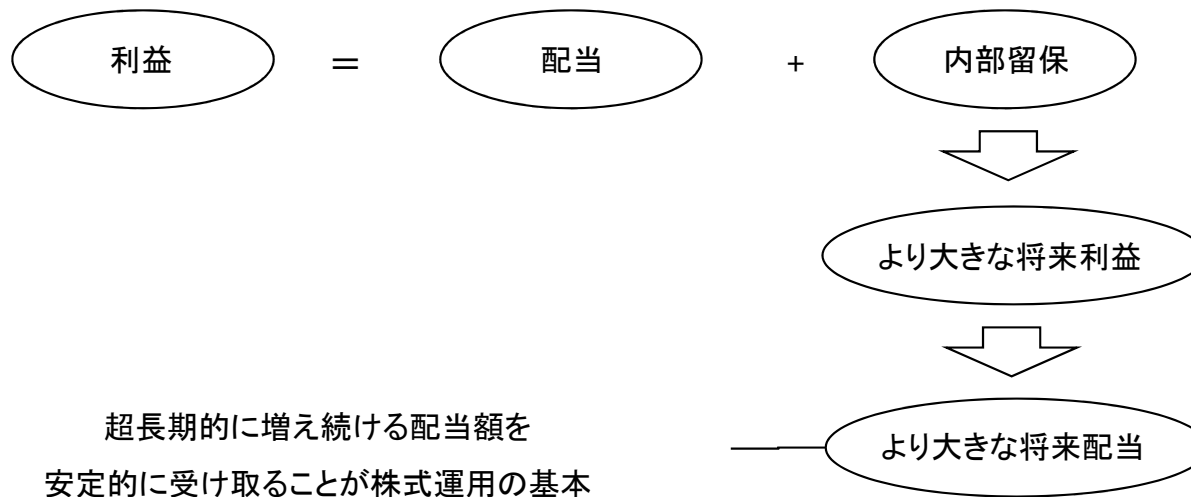 利益 ＝ 配当 + 内部留保
より大きな将来利益
より大きな将来配当
超長期的に増え続ける配当額を
安定的に受け取ることが株式運用の基本